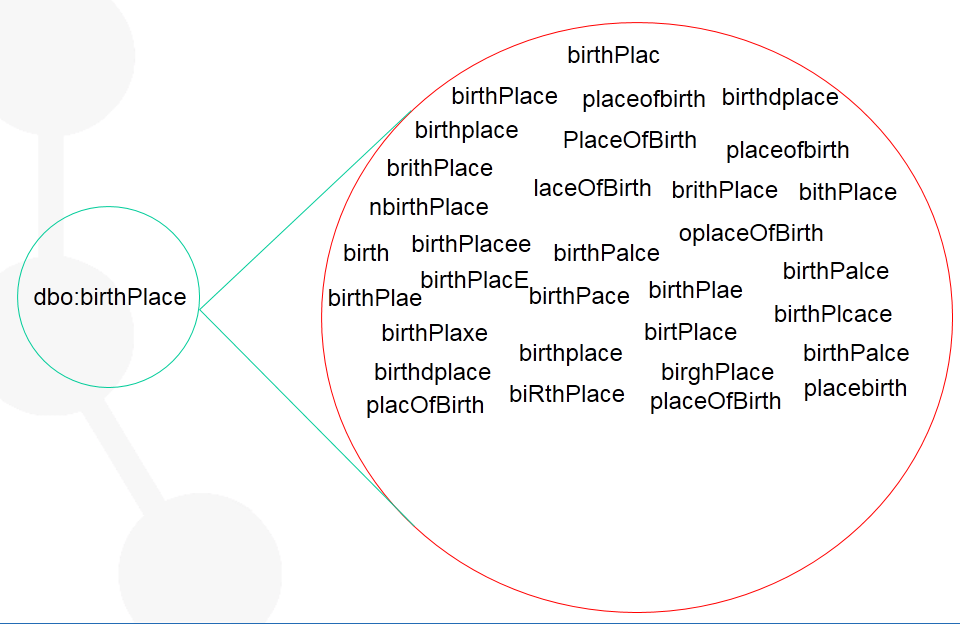 birthPlac
birthPlace
placeofbirth
birthdplace
birthplace
PlaceOfBirth
placeofbirth
brithPlace
laceOfBirth
brithPlace
bithPlace
nbirthPlace
oplaceOfBirth
birth
birthPlacee
birthPalce
birthPalce
birthPlacE
birthPlae
dbo:birthPlace
birthPlae
birthPace
birthPlcace
birthPlaxe
birtPlace
birthplace
birthPalce
birthdplace
birghPlace
placebirth
biRthPlace
placOfBirth
placeOfBirth